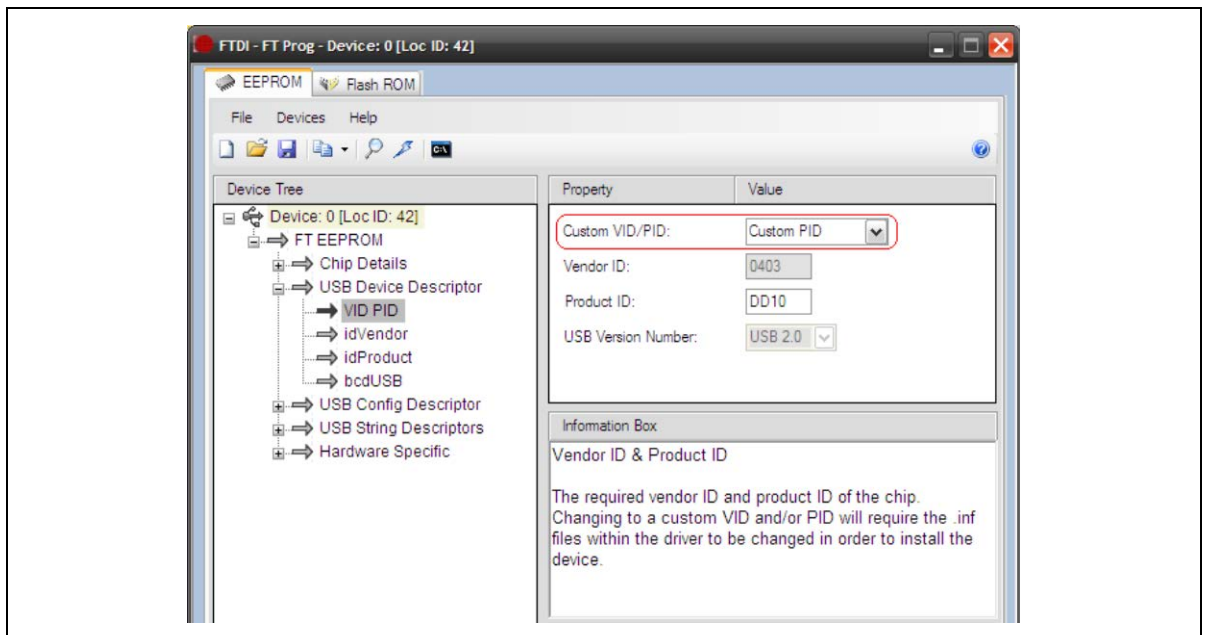 FTDI - FT Prog - Device: 0 [Loc ID: 42]
EEPROM Flash ROM
File Devices Help
C:\
Device Tree
Device: 0 [Loc ID: 42]
FT EEPROM
Chip Details
USB Device Descriptor
VID PID
idVendor
idProduct
bcdUSB
USB Config Descriptor
USB String Descriptors
Hardware Specific
Property Value
Custom VID/PID: Custom PID
Vendor ID: 0403
Product ID: DD10
USB Version Number: USB 2.0
Information Box
Vendor ID & Product ID
The required vendor ID and product ID of the chip.
Changing to a custom VID and/or PID will require the .inf
files within the driver to be changed in order to install the
device.